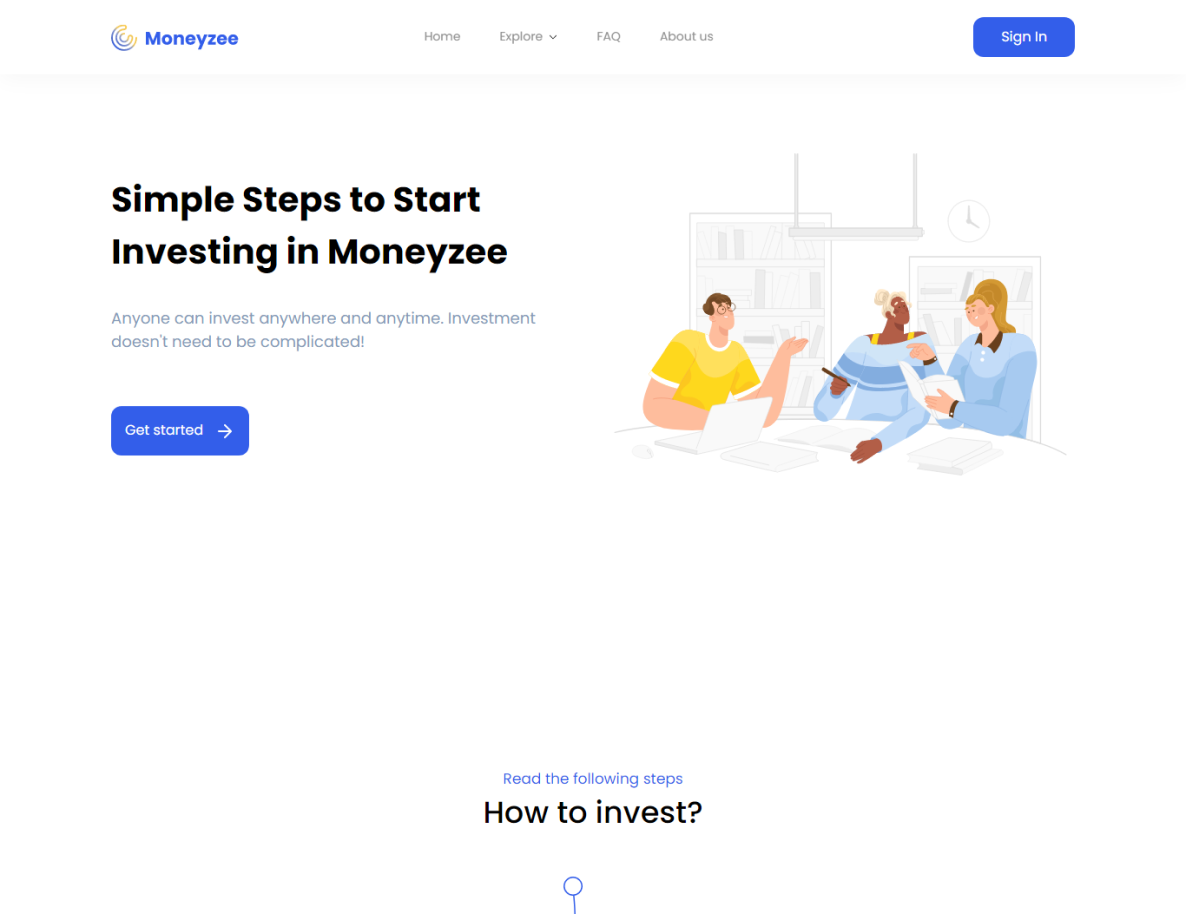 Moneyzee
Home
Explore
FAQ
About us
Sign In
Simple Steps to Start
Investing in Moneyzee
Anyone can invest anywhere and anytime. Investment
doesn't need to be complicated!
Get started
Read the following steps
How to invest?